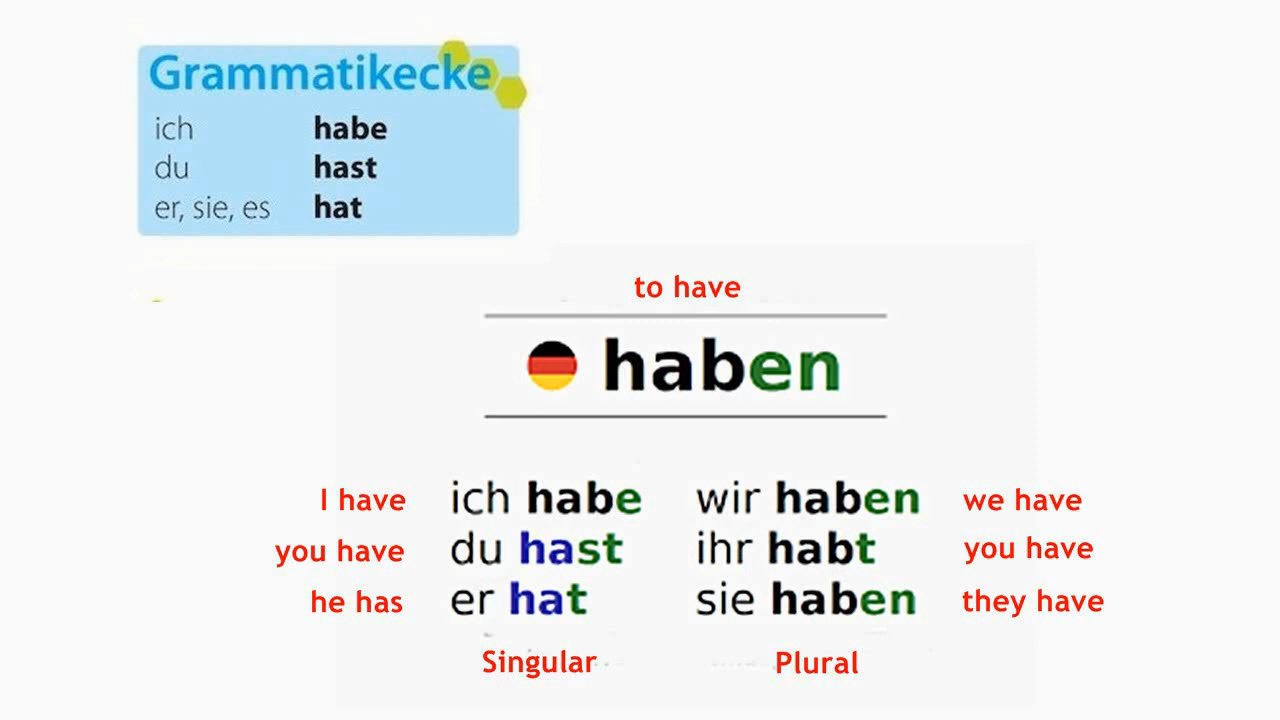 Grammatikecke
ich habe
du hast
er, sie, es hat
to have
haben
I have ich habe wir haben we have
you have du hast ihr habt you have
he has er hat sie haben they have
Singular Plural